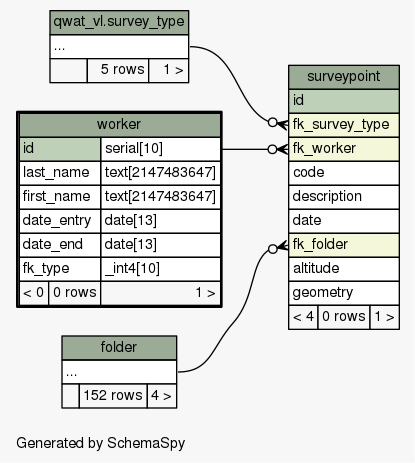 qwat_vl.survey_type
...
5 rows 1 >
surveypoint
id
fk_survey_type
fk_worker
code
description
date
fk_folder
altitude
geometry
< 4 0 rows 1 >
worker
id serial[10]
last_name text[2147483647]
first_name text[2147483647]
date_entry date[13]
date_end date[13]
fk_type _int4[10]
< 0 0 rows 1 >
folder
...
152 rows 4 >
Generated by SchemaSpy